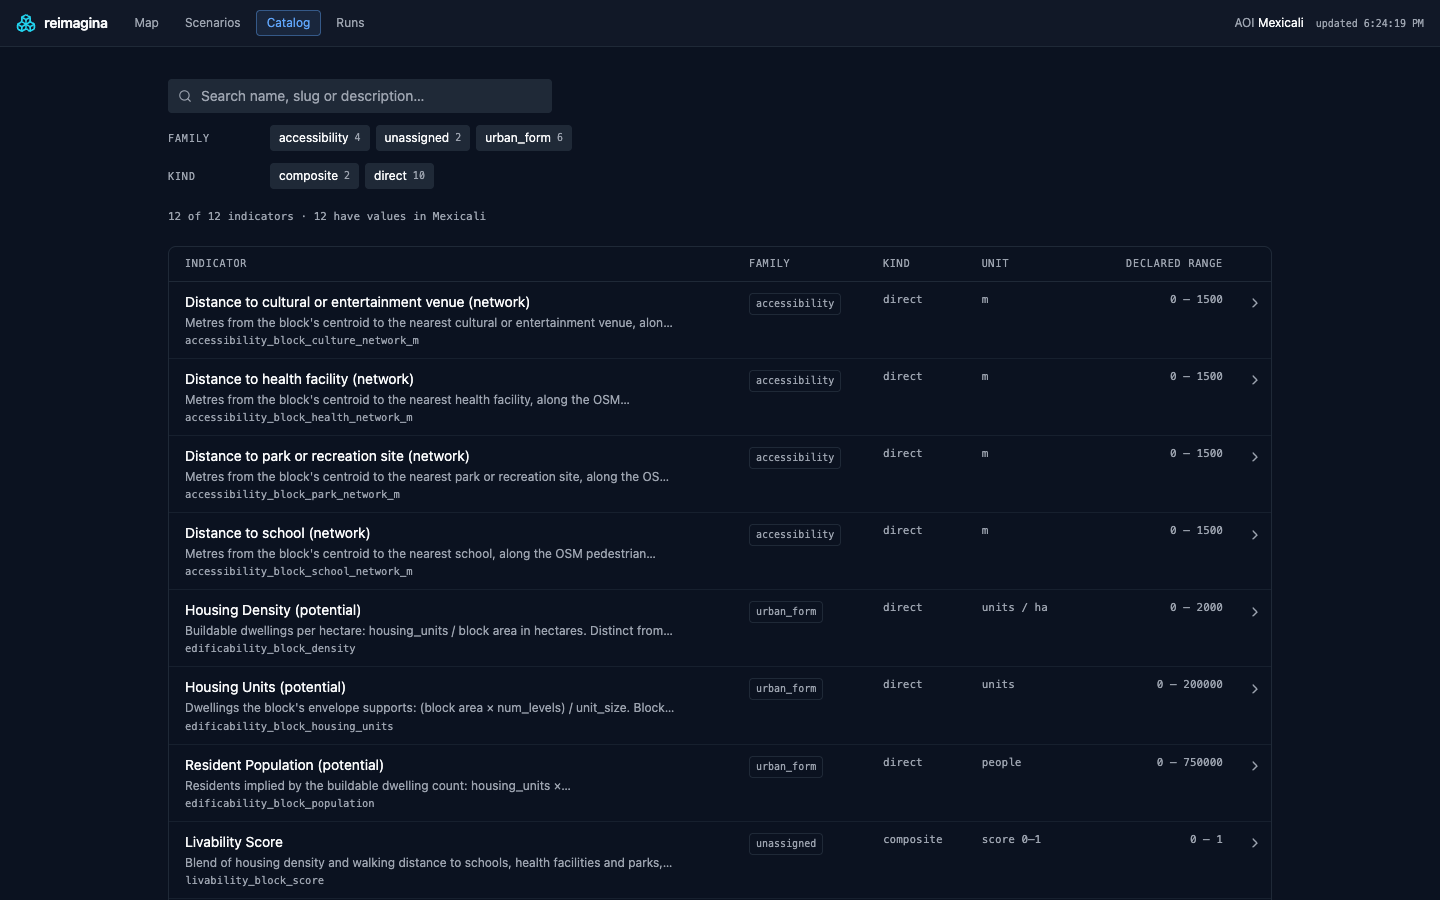 reimagina Map Scenarios Catalog Runs AOI Mexicali updated 6:24:19 PM
Search name, slug or description...
FAMILY accessibility 4 unassigned 2 urban_form 6
KIND composite 2 direct 10
12 of 12 indicators · 12 have values in Mexicali
INDICATOR FAMILY KIND UNIT DECLARED RANGE
Distance to cultural or entertainment venue (network) accessibility direct m 0 – 1500
Metres from the block's centroid to the nearest cultural or entertainment venue, alon...
accessibility_block_culture_network_m
Distance to health facility (network) accessibility direct m 0 – 1500
Metres from the block's centroid to the nearest health facility, along the OSM...
accessibility_block_health_network_m
Distance to park or recreation site (network) accessibility direct m 0 – 1500
Metres from the block's centroid to the nearest park or recreation site, along the OS...
accessibility_block_park_network_m
Distance to school (network) accessibility direct m 0 – 1500
Metres from the block's centroid to the nearest school, along the OSM pedestrian...
accessibility_block_school_network_m
Housing Density (potential) urban_form direct units / ha 0 – 2000
Buildable dwellings per hectare: housing_units / block area in hectares. Distinct from...
edificability_block_density
Housing Units (potential) urban_form direct units 0 – 200000
Dwellings the block's envelope supports: (block area × num_levels) / unit_size. Block...
edificability_block_housing_units
Resident Population (potential) urban_form direct people 0 – 750000
Residents implied by the buildable dwelling count: housing_units ×...
edificability_block_population
Livability Score unassigned composite score 0–1 0 – 1
Blend of housing density and walking distance to schools, health facilities and parks,...
livability_block_score